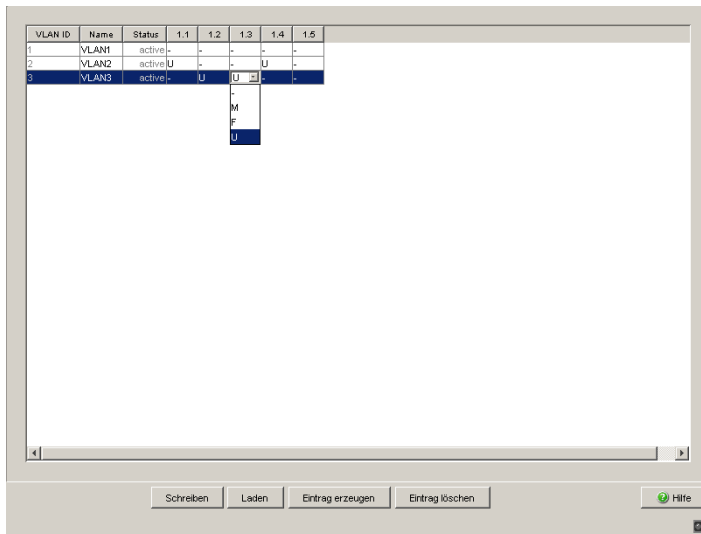 VLAN ID Name Status 1.1 1.2 1.3 1.4 1.5
1 VLAN1 active - - - - -
2 VLAN2 active U - - U -
3 VLAN3 active - U U - -
-
M
F
U
Schreiben Laden Eintrag erzeugen Eintrag löschen Hilfe